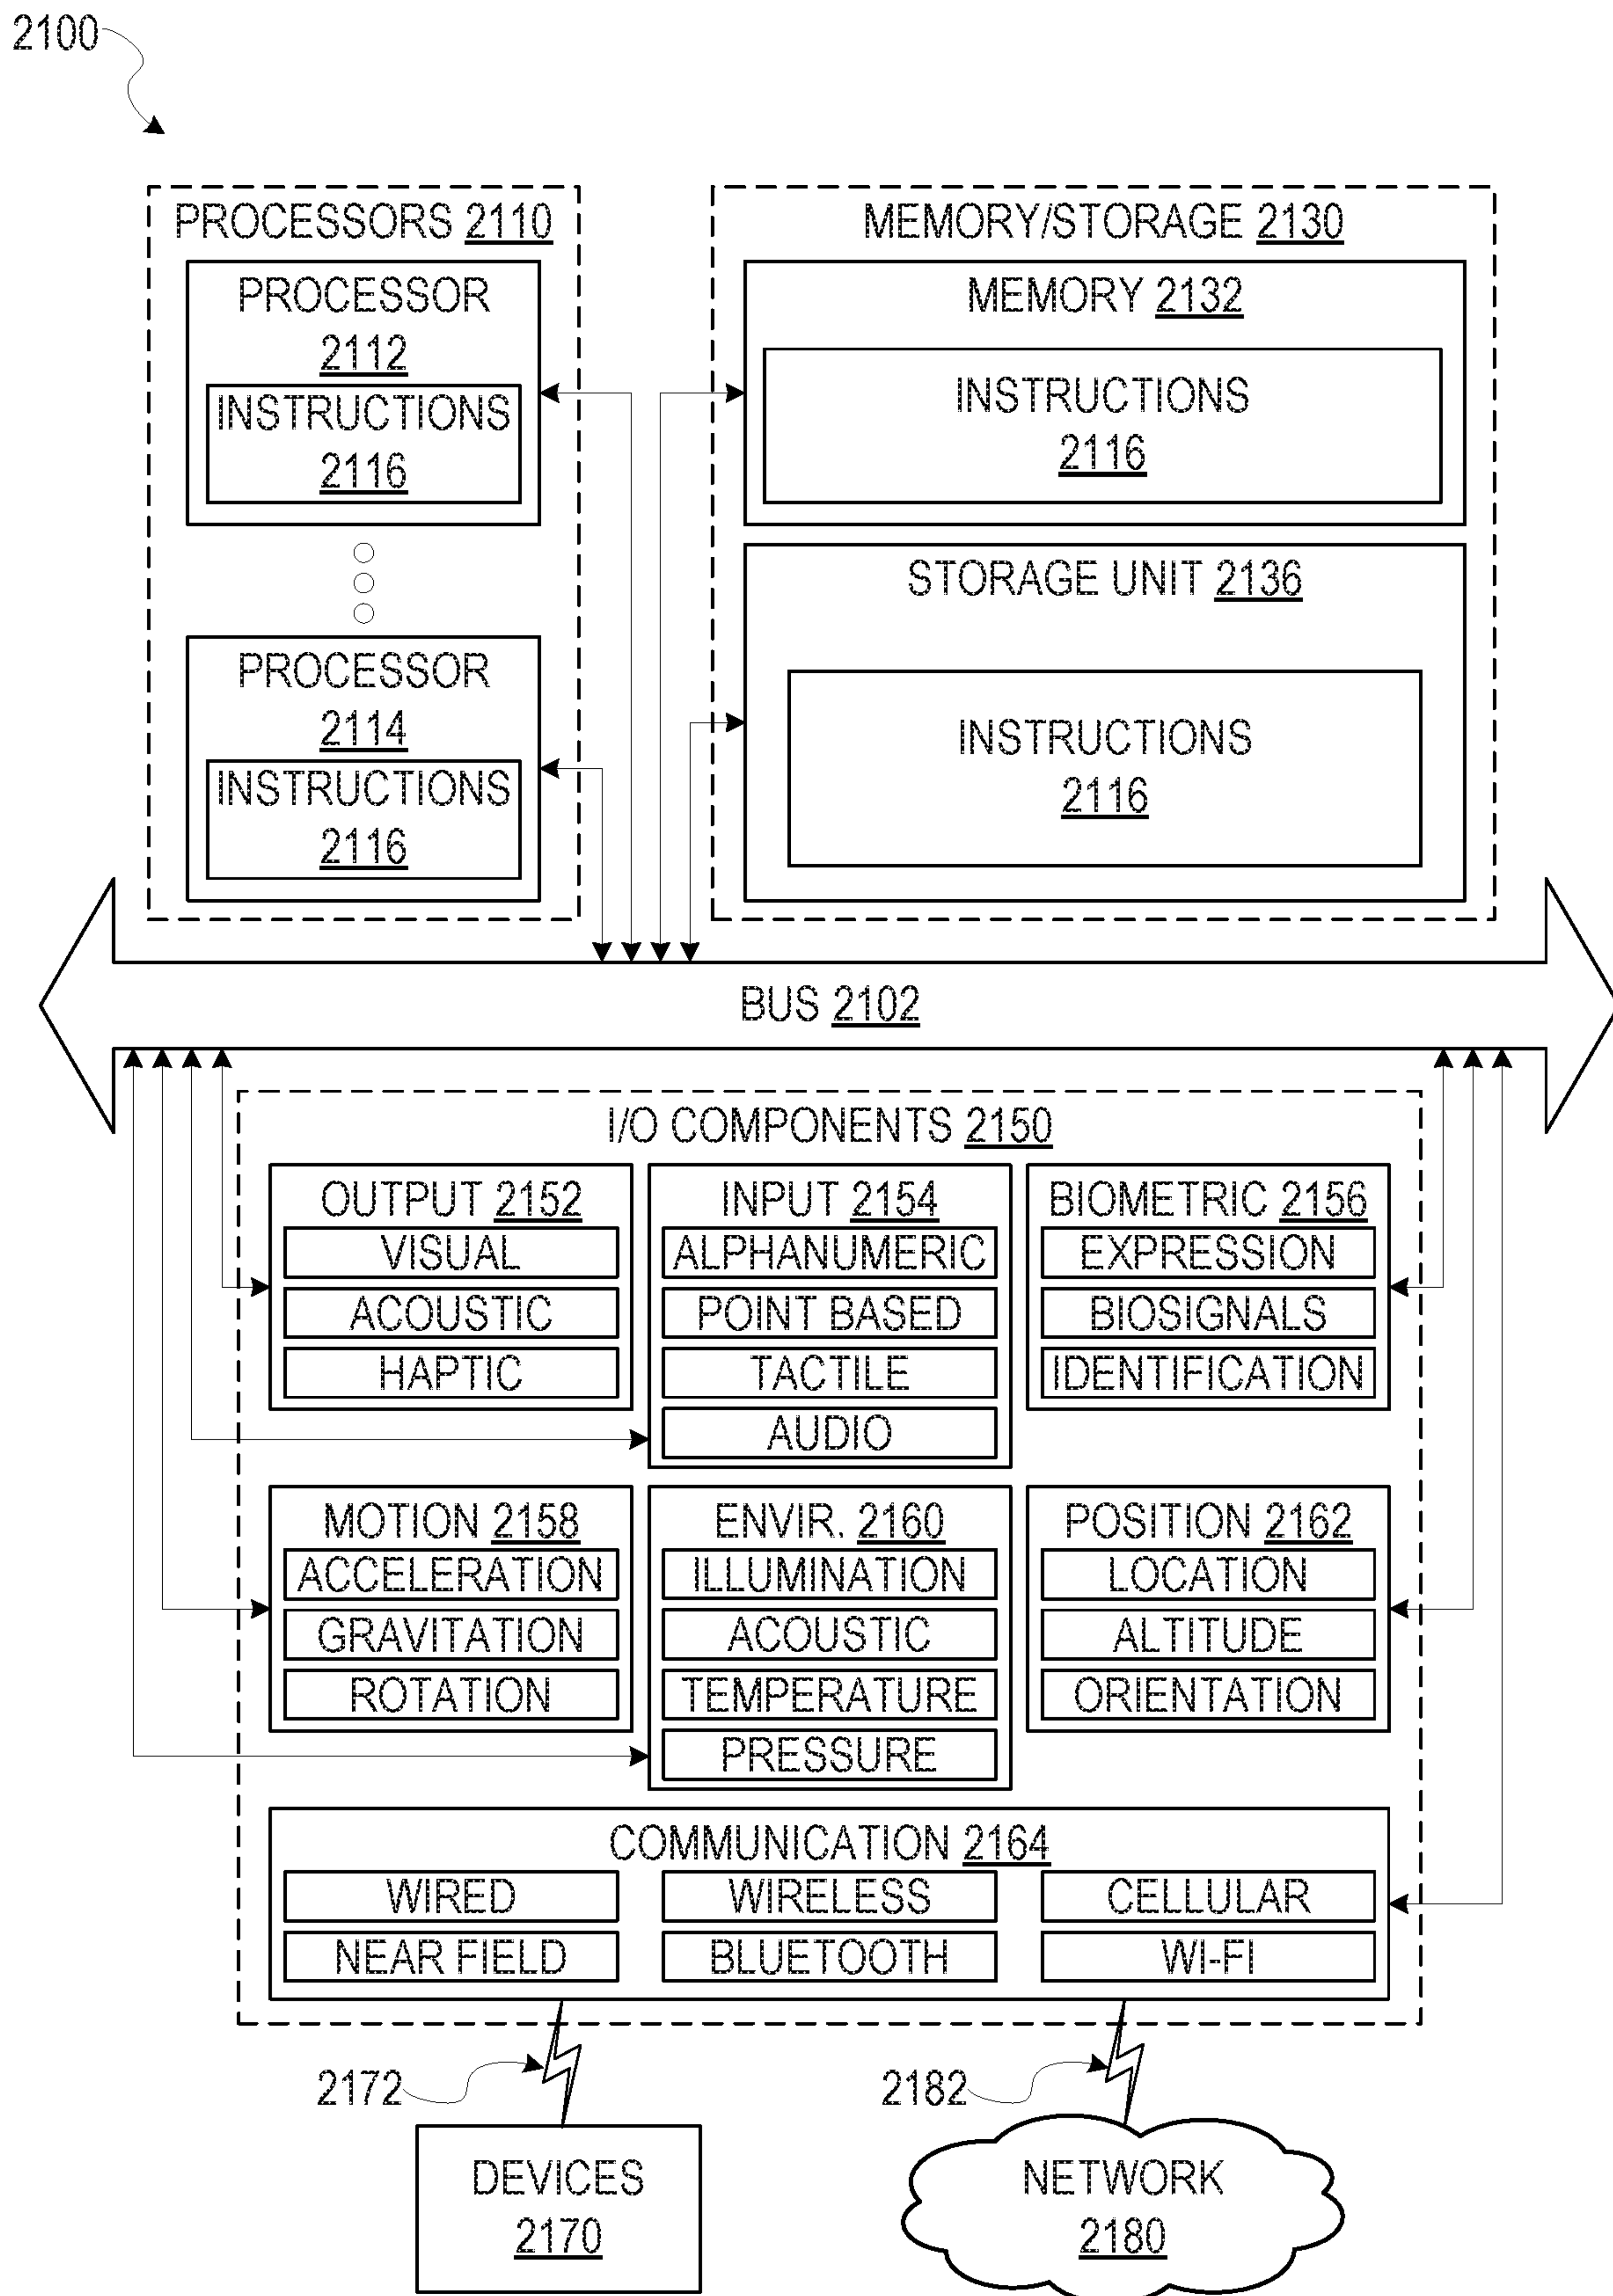 2100
PROCESSORS 2110
PROCESSOR
2112
INSTRUCTIONS
2116
PROCESSOR
2114
INSTRUCTIONS
2116
MEMORY/STORAGE 2130
MEMORY 2132
INSTRUCTIONS
2116
STORAGE UNIT 2136
INSTRUCTIONS
2116
BUS 2102
I/O COMPONENTS 2150
OUTPUT 2152
VISUAL
ACOUSTIC
HAPTIC
INPUT 2154
ALPHANUMERIC
POINT BASED
TACTILE
AUDIO
BIOMETRIC 2156
EXPRESSION
BIOSIGNALS
IDENTIFICATION
MOTION 2158
ACCELERATION
GRAVITATION
ROTATION
ENVIR. 2160
ILLUMINATION
ACOUSTIC
TEMPERATURE
PRESSURE
POSITION 2162
LOCATION
ALTITUDE
ORIENTATION
COMMUNICATION 2164
WIRED
WIRELESS
CELLULAR
NEAR FIELD
BLUETOOTH
WI-FI
2172
2182
DEVICES
2170
NETWORK
2180